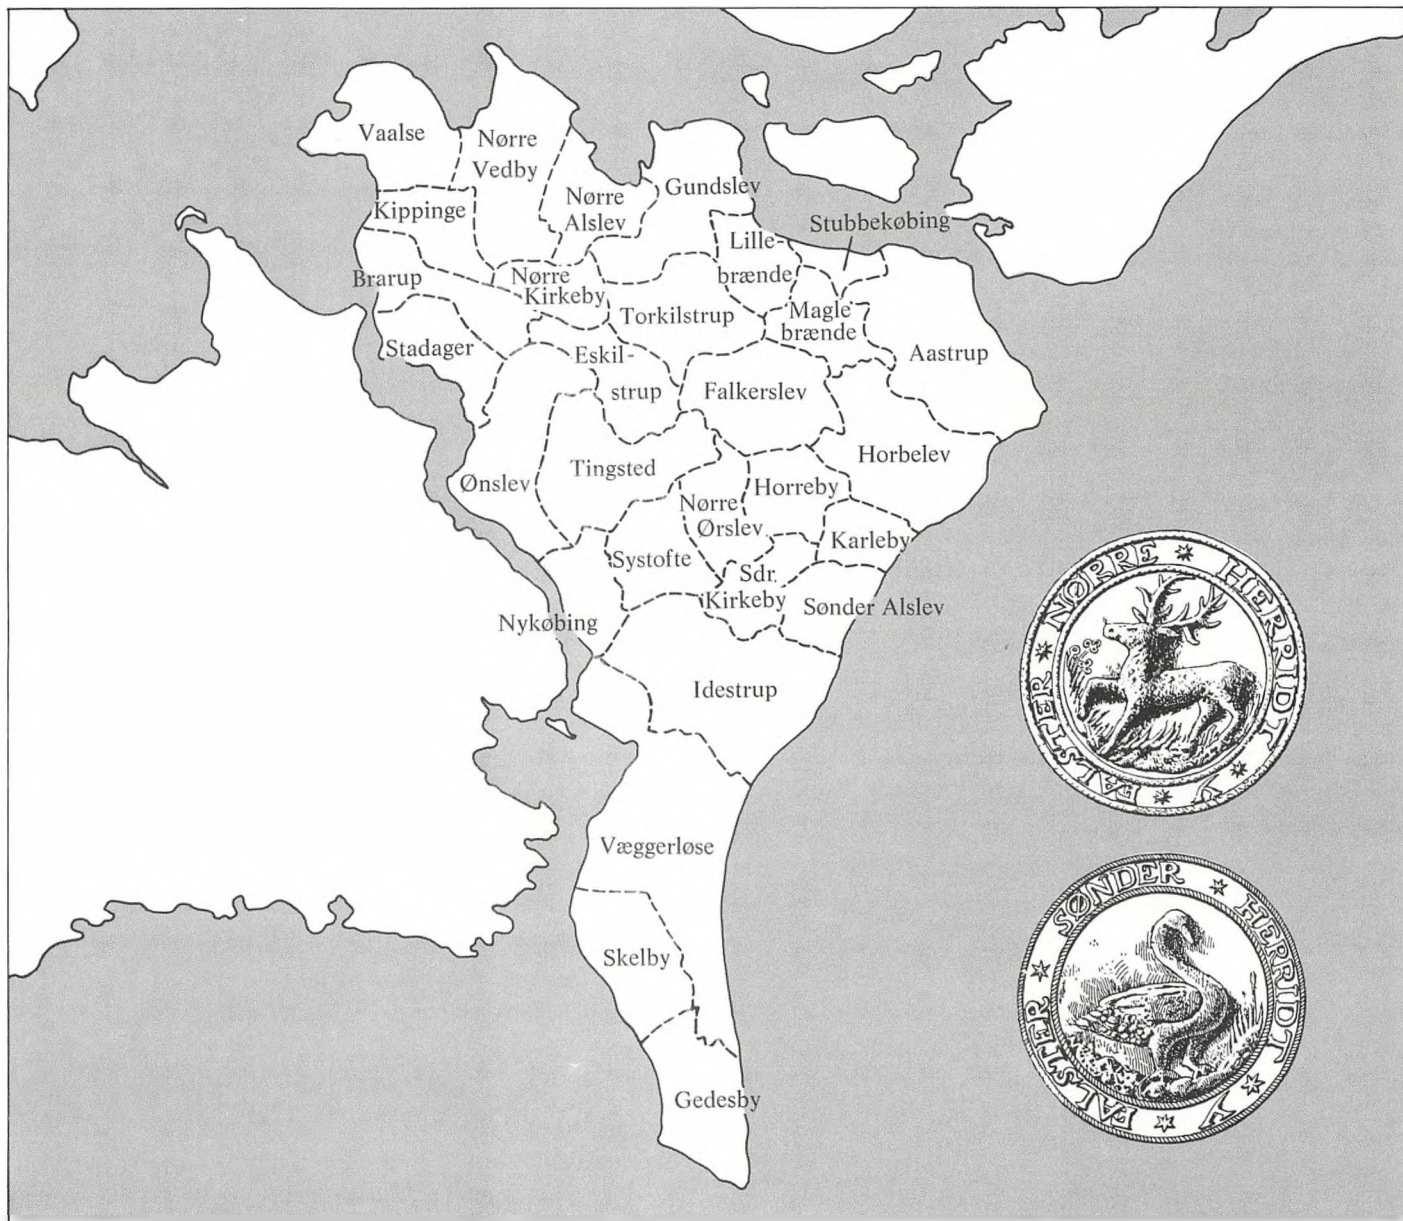 Vaalse
Nørre
Vedby
Nørre
Alslev
Gundslev
Kippinge
Stubbekøbing
Lille-
brænde
Brarup
Nørre
Kirkeby
Torkilstrup
Magle
brænde
Stadager
Eskil-
strup
Falkerslev
Aastrup
Ønslev
Tingsted
Horbelev
Horreby
Nørre
Ørslev
Karleby
Systofte
Sdr.
Kirkeby
Sønder Alslev
Nykøbing
Idestrup
Væggerløse
Skelby
Gedesby
FALSTER * NØRRE * HERRIDT * Y *
FALSTER * SØNDER * HERRIDT * Y *